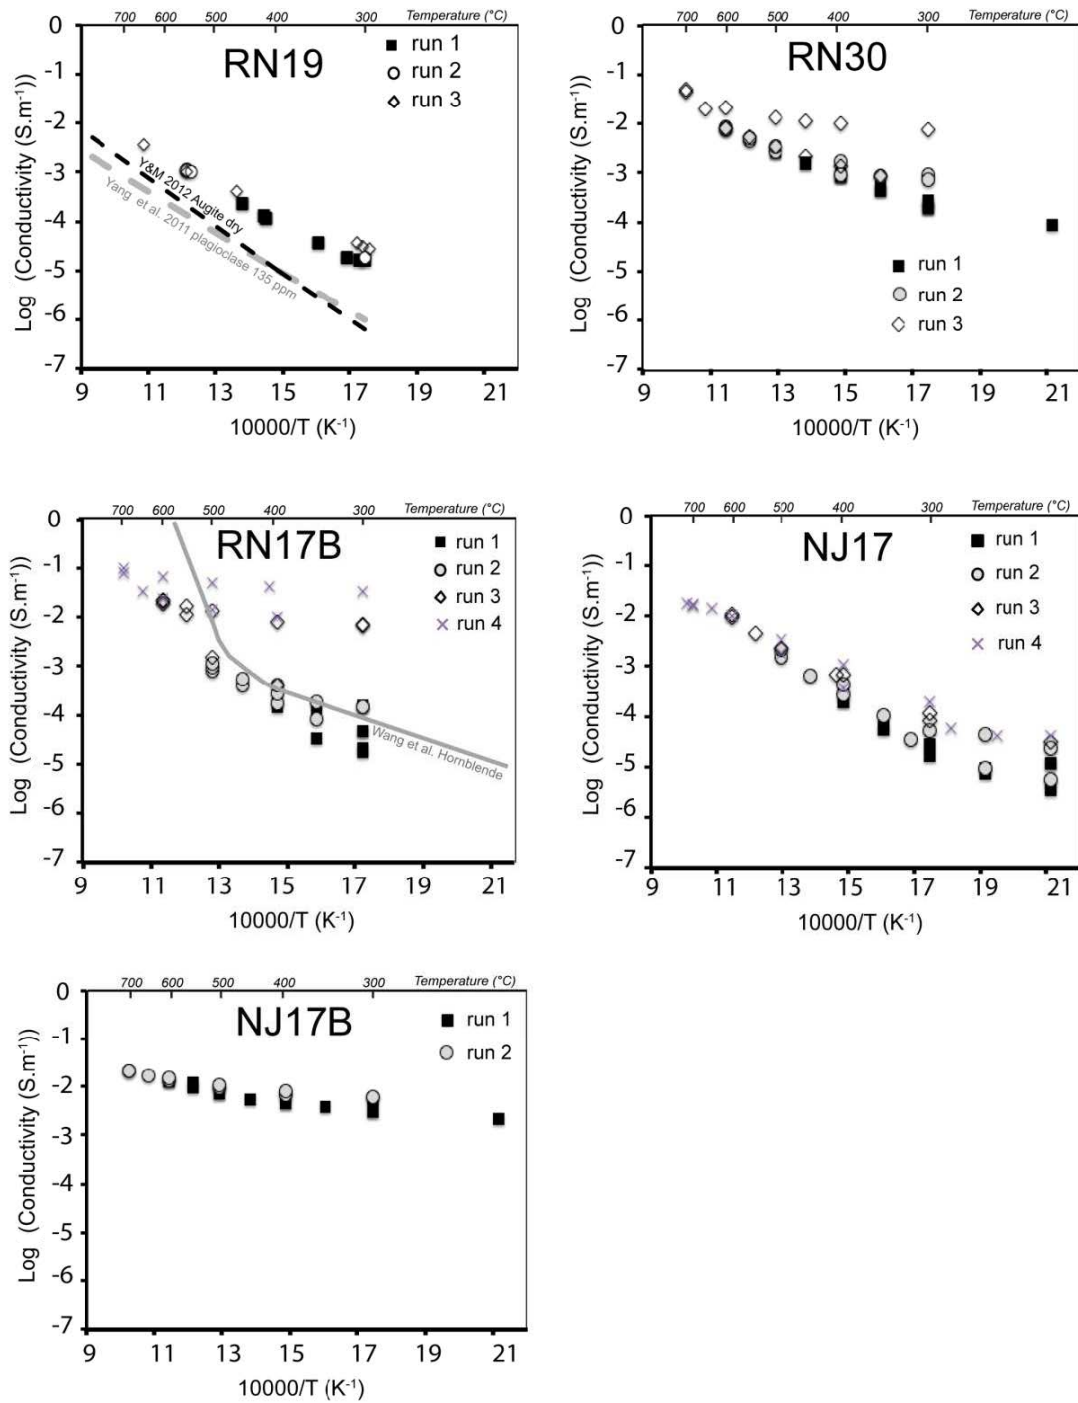 700 600 500 400 300 Temperature (°C)
0
-1
-2
-3
-4
-5
-6
-7
Log (Conductivity (S.m-1))
RN19
run 1
run 2
run 3
Y&M 2012 Augite dry
Yang et al. 2011 plagioclase 135 ppm
9 11 13 15 17 19 21
10000/T (K-1)
700 600 500 400 300 Temperature (°C)
0
-1
-2
-3
-4
-5
-6
-7
Log (Conductivity (S.m-1))
RN30
run 1
run 2
run 3
9 11 13 15 17 19 21
10000/T (K-1)
700 600 500 400 300 Temperature (°C)
0
-1
-2
-3
-4
-5
-6
-7
Log (Conductivity (S.m-1))
RN17B
run 1
run 2
run 3
run 4
Wang et al. Hornblende
9 11 13 15 17 19 21
10000/T (K-1)
700 600 500 400 300 Temperature (°C)
0
-1
-2
-3
-4
-5
-6
-7
Log (Conductivity (S.m-1))
NJ17
run 1
run 2
run 3
run 4
9 11 13 15 17 19 21
10000/T (K-1)
700 600 500 400 300 Temperature (°C)
0
-1
-2
-3
-4
-5
-6
-7
Log (Conductivity (S.m-1))
NJ17B
run 1
run 2
9 11 13 15 17 19 21
10000/T (K-1)